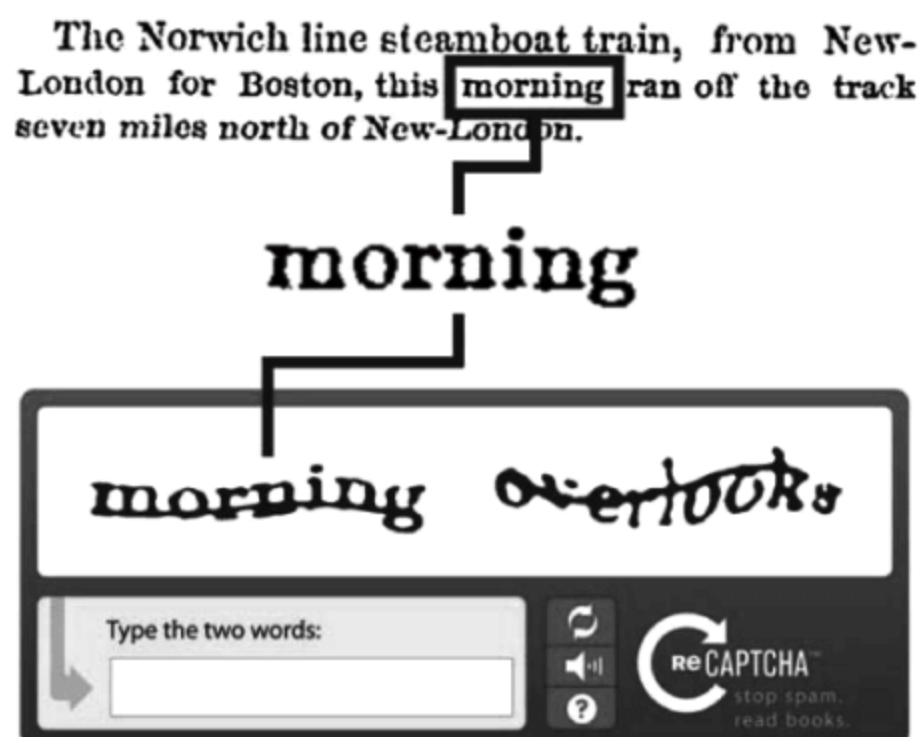 The Norwich line steamboat train, from New-
London for Boston, this morning ran off the track
seven miles north of New-London.
morning
morning overlooks
Type the two words:
ReCAPTCHA™
stop spam.
read books.